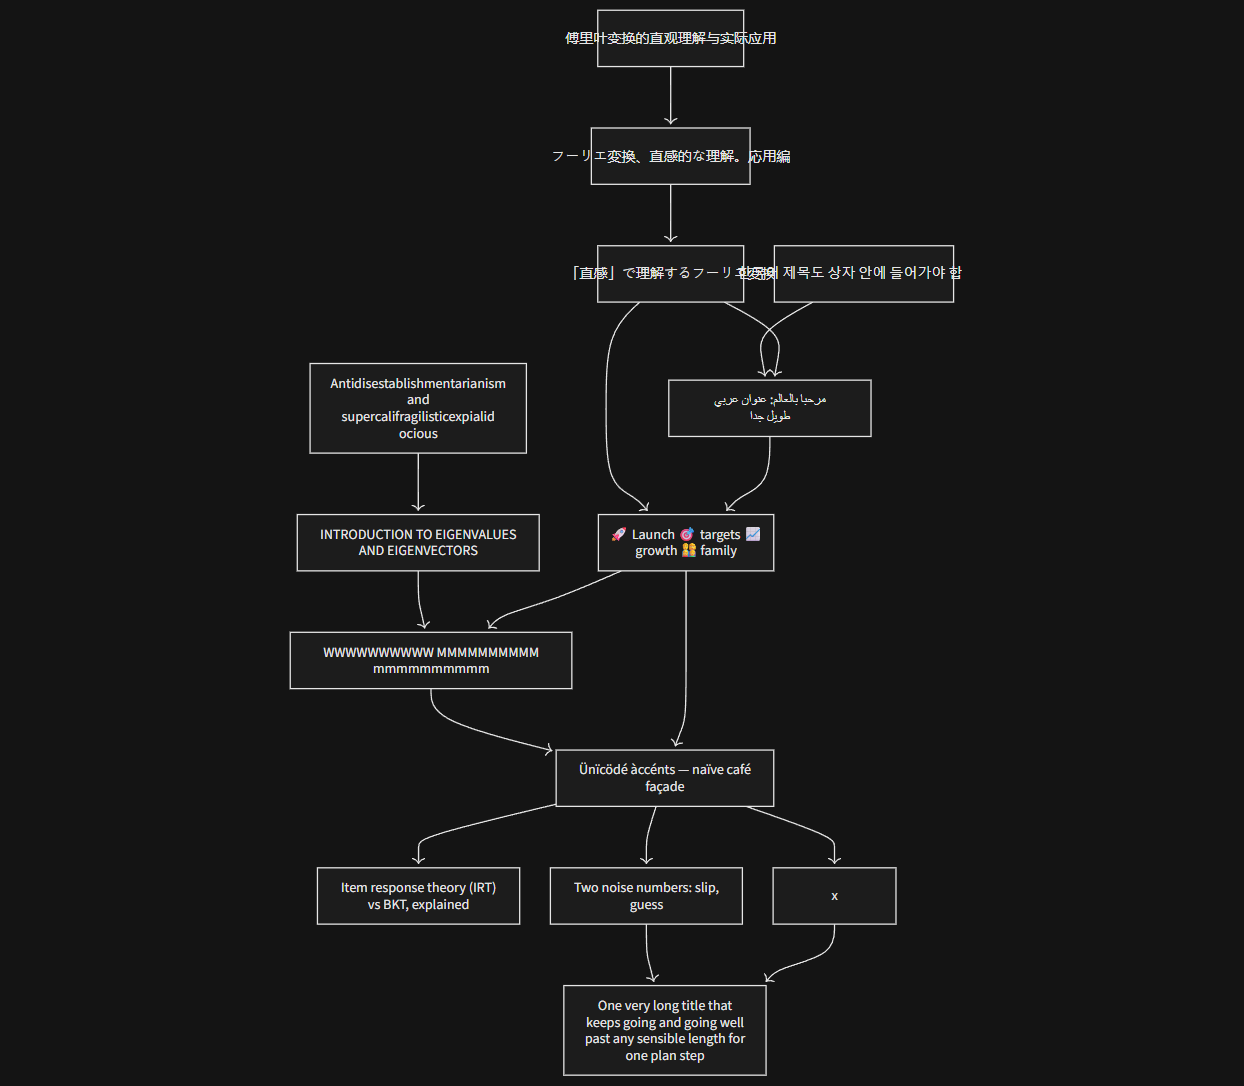 傅里叶变换的直观理解与实际应用
フーリエ変換、直感的な理解。応用編
「直感」で理解するフーリエ変換
제목도 상자 안에 들어가야 합
Antidisestablishmentarianism
and
supercalifragilisticexpialid
ocious
مرحبا بالعالم: عنوان عربي
طويل جدا
INTRODUCTION TO EIGENVALUES
AND EIGENVECTORS
🚀 Launch 🎯 targets 📈
growth 👨‍👩‍👧‍👦 family
WWWWWWWWWW MMMMMMMMMM
mmmmmmmmmm
Ünïcödé àccénts — naïve café
façade
Item response theory (IRT)
vs BKT, explained
Two noise numbers: slip,
guess
x
One very long title that
keeps going and going well
past any sensible length for
one plan step